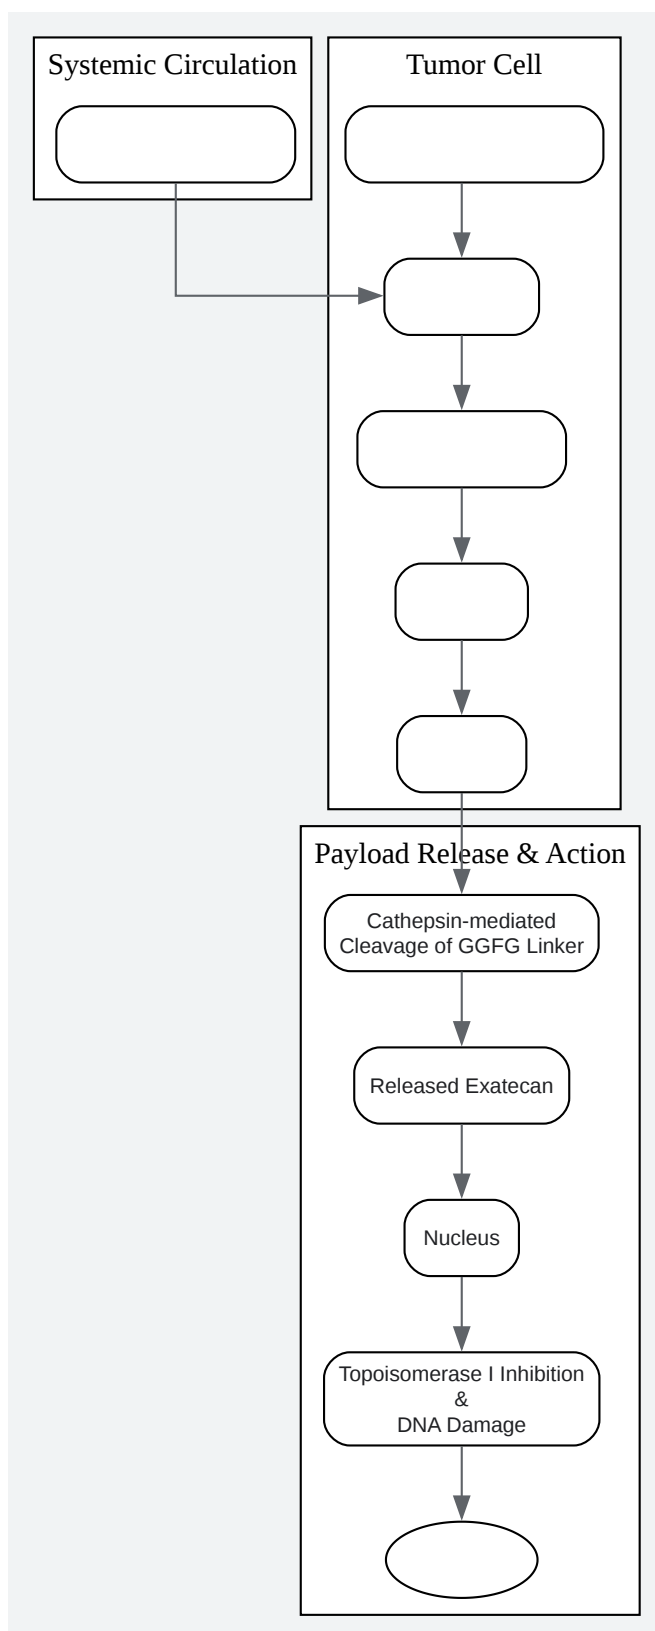 Systemic Circulation
Tumor Cell
Payload Release & Action
Cathepsin-mediated
Cleavage of GGFG Linker
Released Exatecan
Nucleus
Topoisomerase I Inhibition
&
DNA Damage